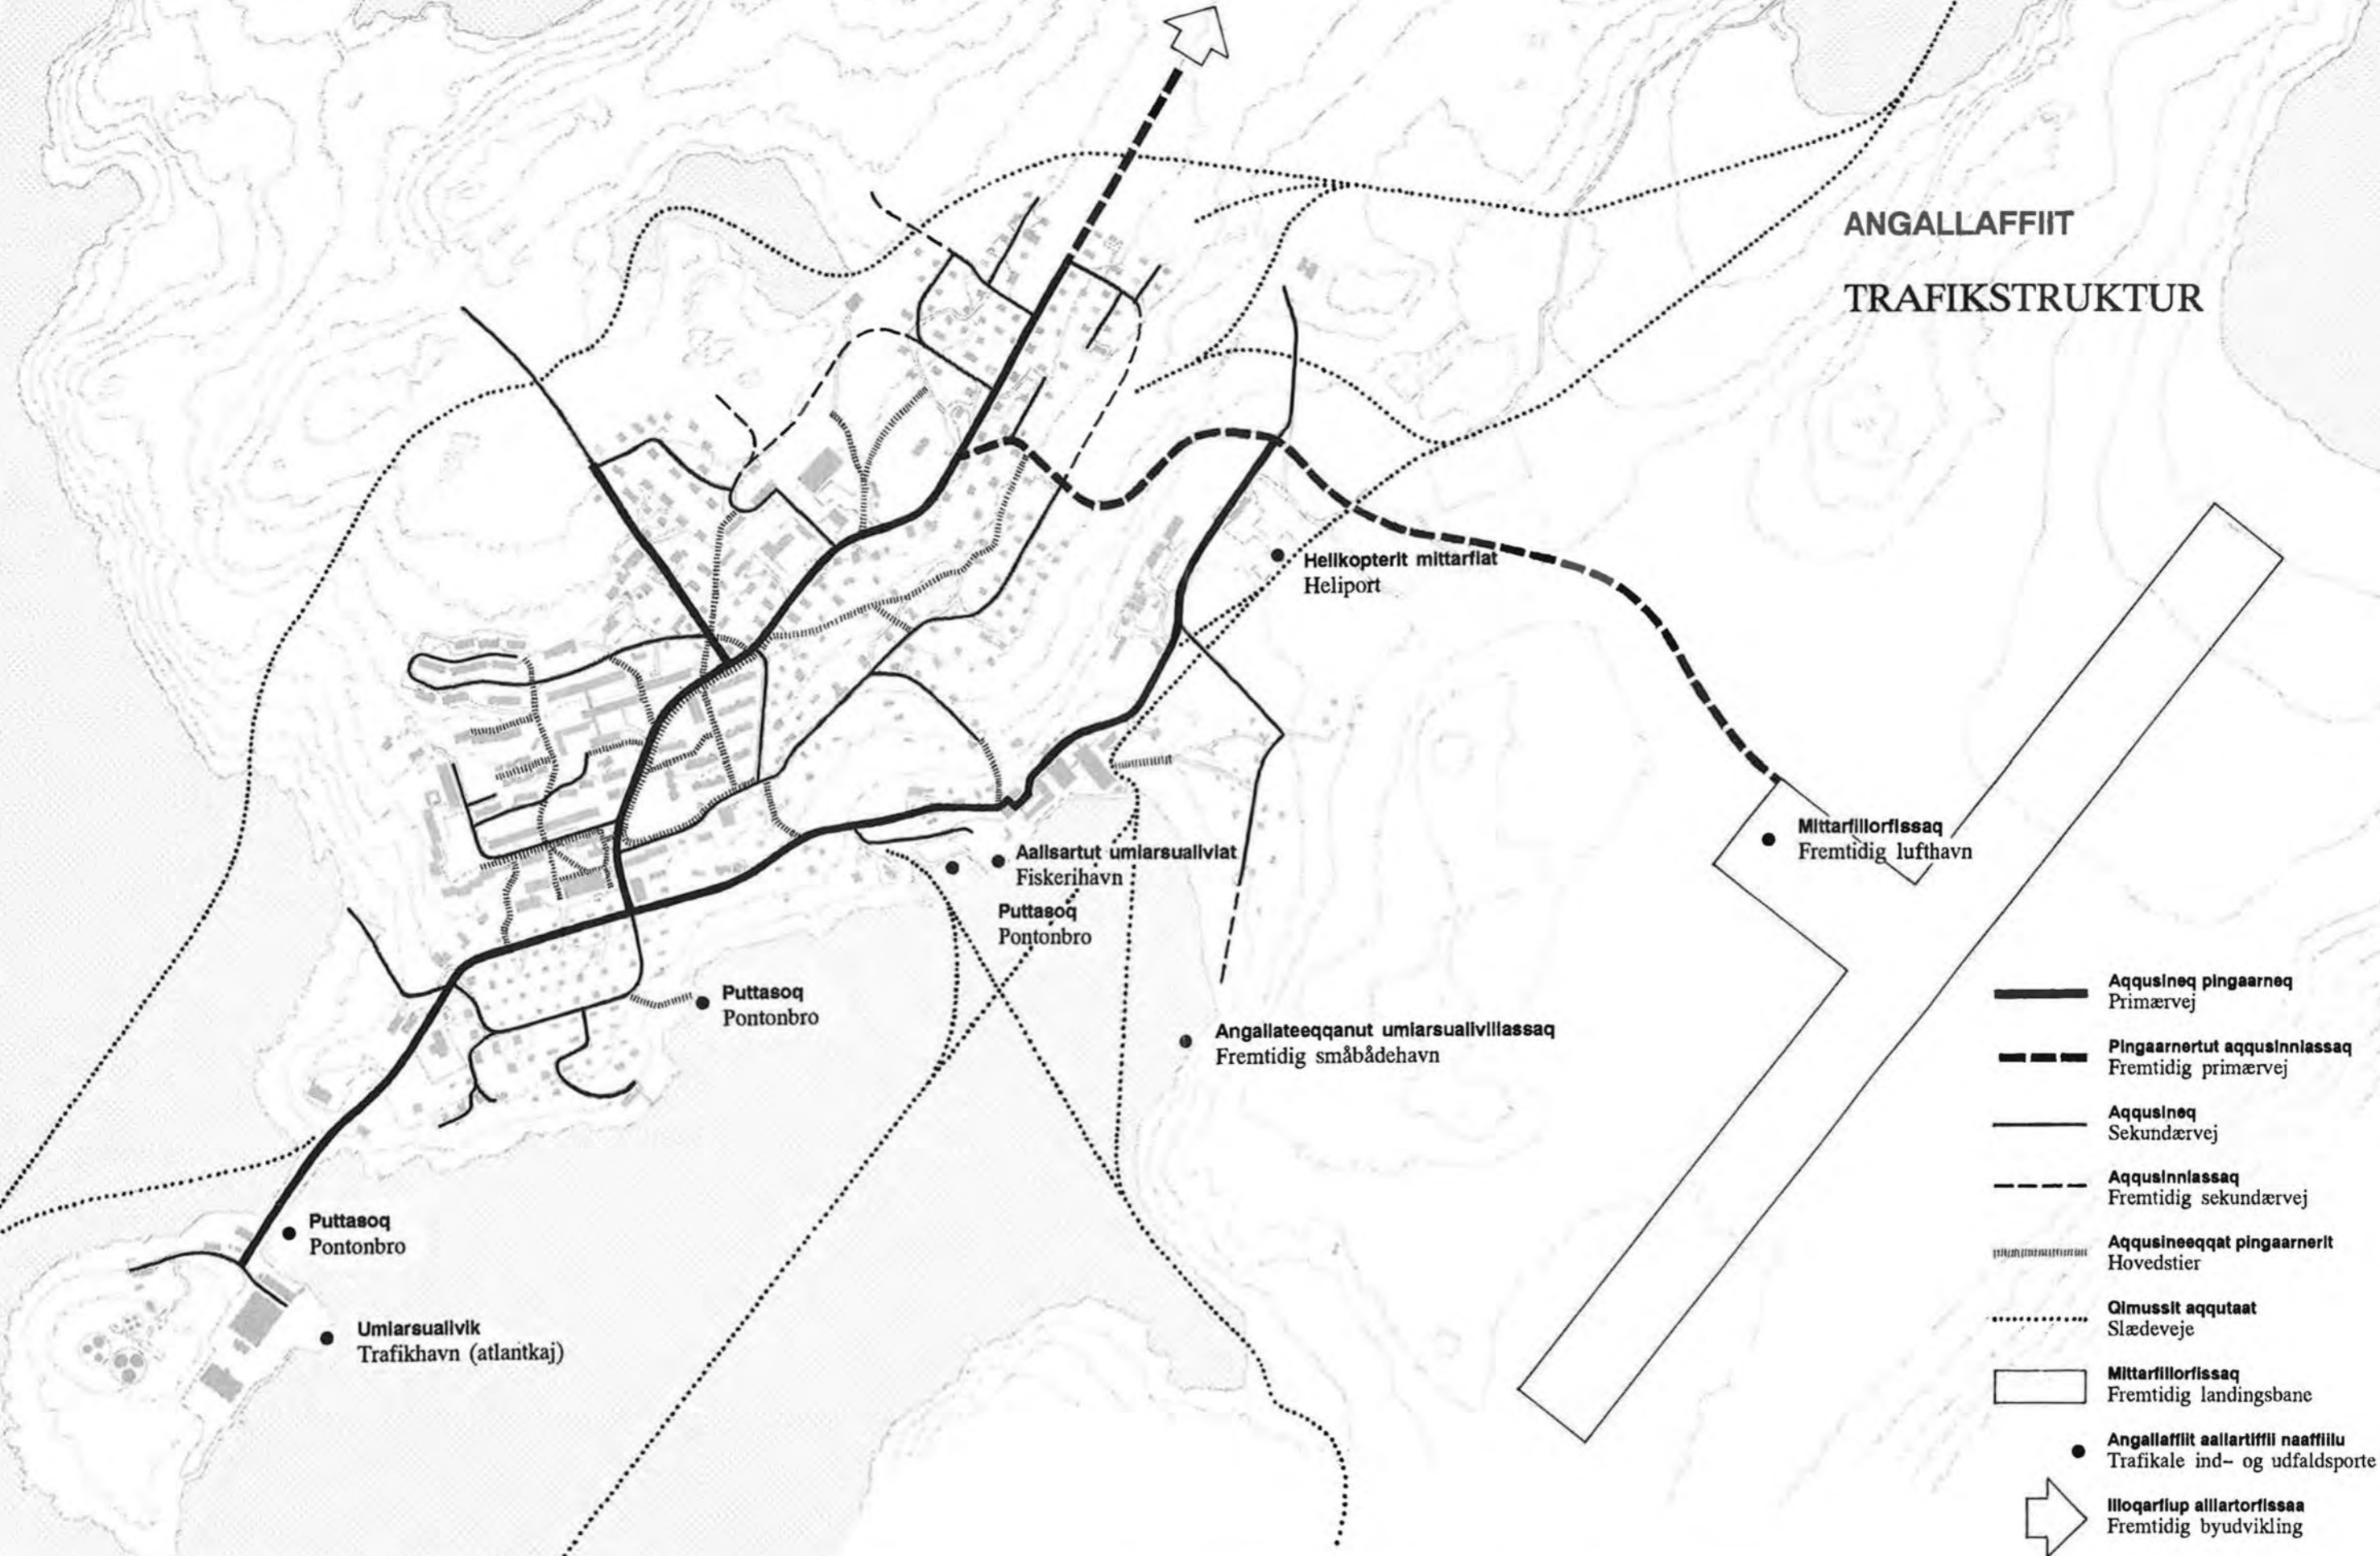 ANGALLAFFIIT
TRAFIKSTRUKTUR
Helikopterit mittarfiat
Heliport
Mittarfiliorfissaq
Fremtidig lufthavn
Aalisartut umiarsualiviat
Fiskerihavn
Puttasoq
Pontonbro
Puttasoq
Pontonbro
Angallateeqqanut umiarsualiviliassaq
Fremtidig småbådehavn
Puttasoq
Pontonbro
Umiarsualivik
Trafikhavn (atlantkaj)
Aqqusineq pingaarneq
Primærvej
Pingaarnertut aqqusinniassaq
Fremtidig primærvej
Aqqusineq
Sekundærvej
Aqqusinniassaq
Fremtidig sekundærvej
Aqqusineeqqat pingaarnerit
Hovedstier
Qimussit aqqutaat
Slædeveje
Mittarfiliorfissaq
Fremtidig landingsbane
Angallaffiit aallartiffii naaffiilu
Trafikale ind- og udfaldsporte
Illoqarfiup alliartorfissaa
Fremtidig byudvikling